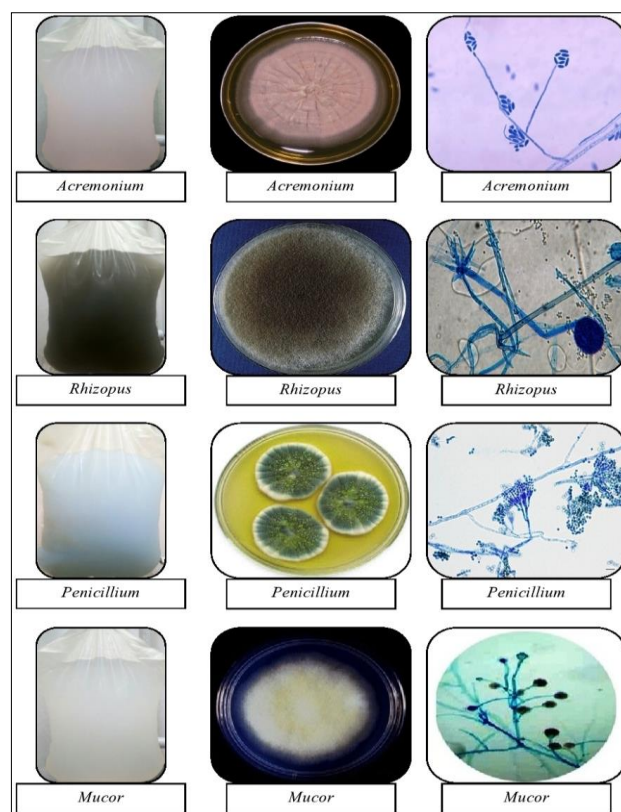 Acremonium
Acremonium
Acremonium
Rhizopus
Rhizopus
Rhizopus
Penicillium
Penicillium
Penicillium
Mucor
Mucor
Mucor